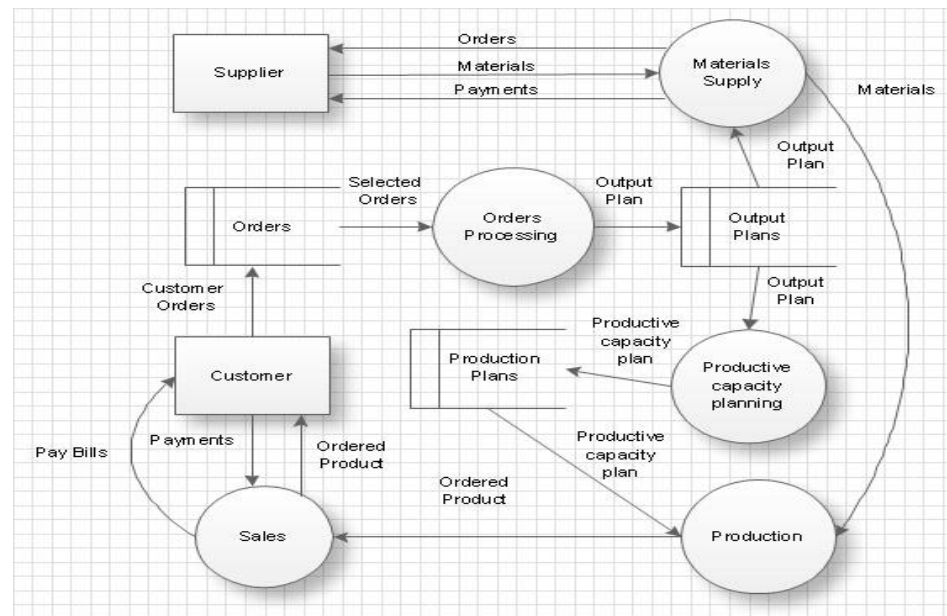 Orders
Supplier
Materials
Payments
Materials
Supply
Materials
Output
Plan
Selected
Orders
Output
Plan
Orders
Orders
Processing
Output
Plans
Customer
Orders
Output
Plan
Productive
capacity
plan
Production
Plans
Productive
capacity
planning
Customer
Pay Bills
Payments
Ordered
Product
Productive
capacity
plan
Ordered
Product
Sales
Production